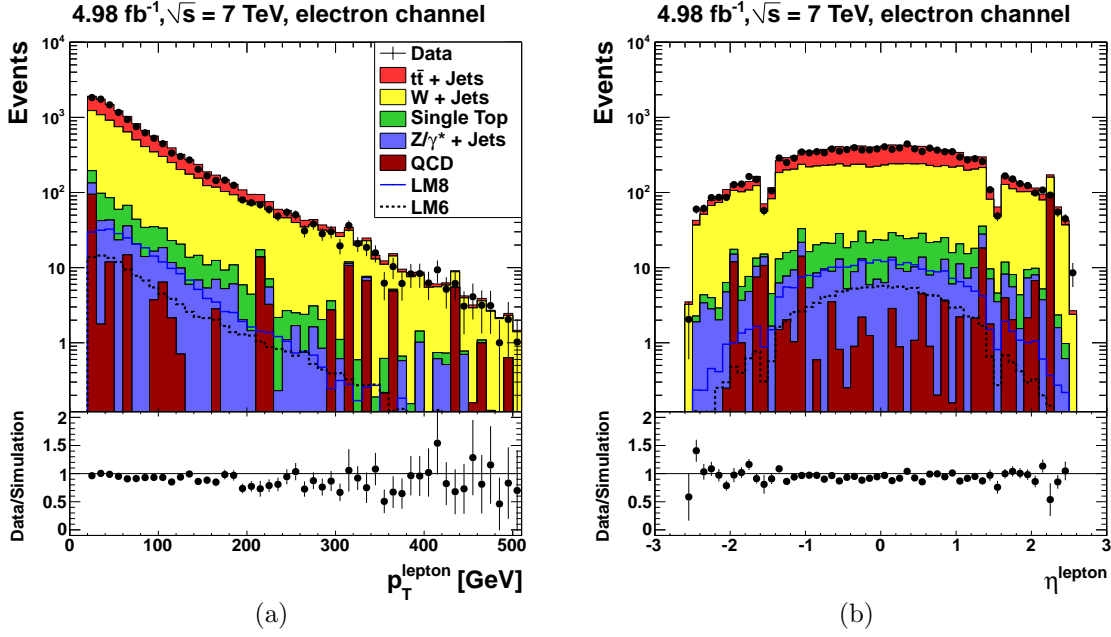 4.98 fb⁻¹,√s = 7 TeV, electron channel
Events
10³
10²
10
1
Data
tt̄ + Jets
W + Jets
Single Top
Z/γ* + Jets
QCD
LM8
LM6
Data/Simulation
2
1.5
1
0.5
0
0 100 200 300 400 500
p_T^lepton [GeV]
(a)
4.98 fb⁻¹,√s = 7 TeV, electron channel
Events
10³
10²
10
1
Data/Simulation
2
1.5
1
0.5
0
-3 -2 -1 0 1 2 3
η^lepton
(b)